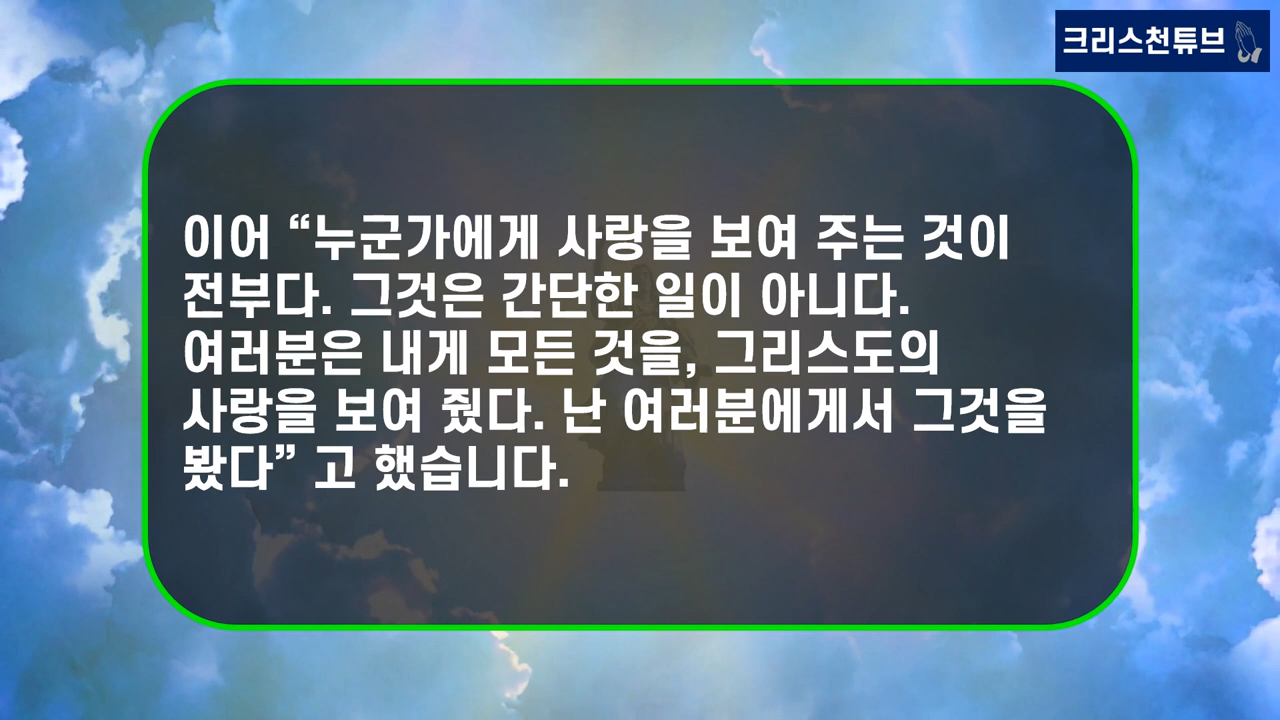 크리스천튜브
이어 “누군가에게 사랑을 보여 주는 것이
전부다. 그것은 간단한 일이 아니다.
여러분은 내게 모든 것을, 그리스도의
사랑을 보여 줬다. 난 여러분에게서 그것을
봤다” 고 했습니다.